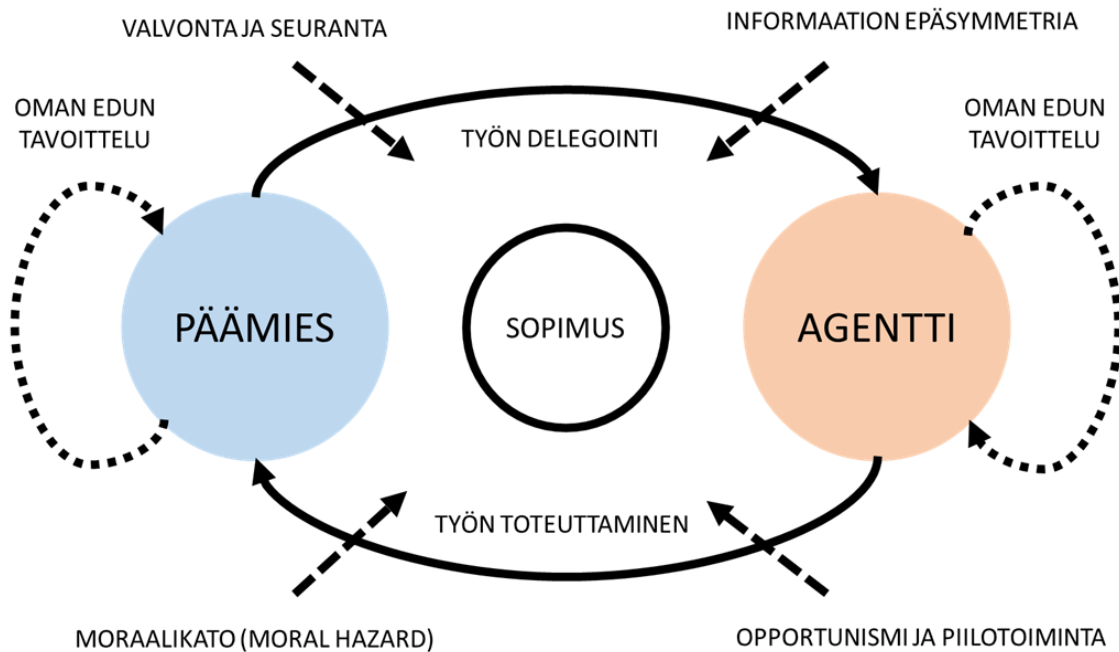 VALVONTA JA SEURANTA
INFORMAATION EPÄSYMMETRIA
OMAN EDUN
TAVOITTELU
TYÖN DELEGOINTI
OMAN EDUN
TAVOITTELU
PÄÄMIES
SOPIMUS
AGENTTI
TYÖN TOTEUTTAMINEN
MORAALIKATO (MORAL HAZARD)
OPPORTUNISMI JA PIILOTOIMINTA